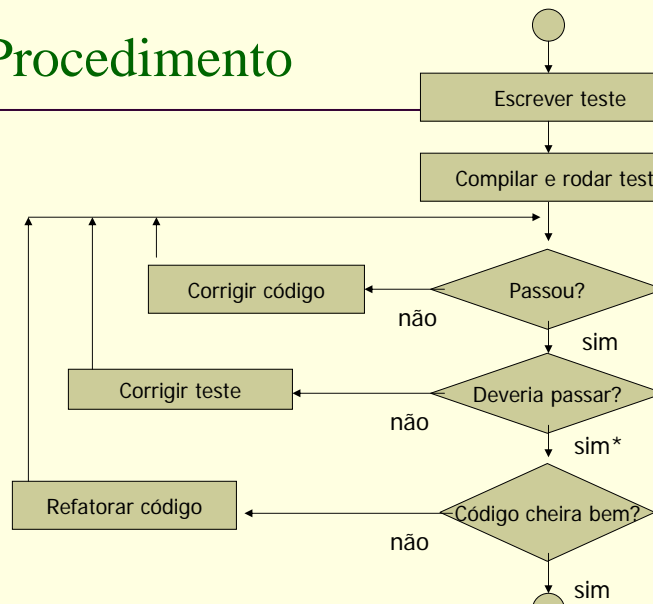 Procedimento
Escrever teste
Compilar e rodar test
Corrigir código
não
Passou?
sim
Corrigir teste
não
Deveria passar?
sim*
Refatorar código
não
Código cheira bem?
sim